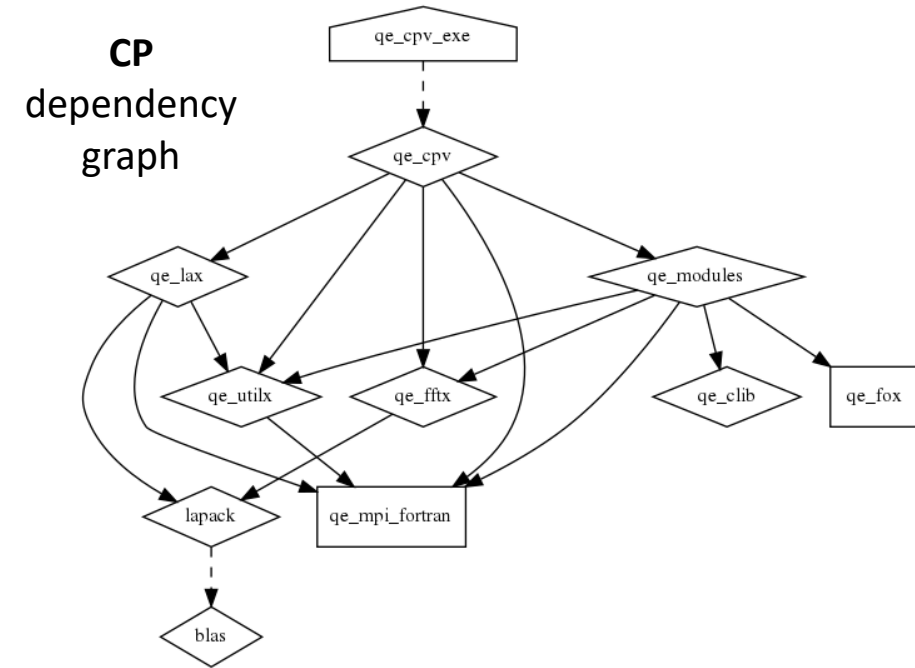 CP
dependency
graph
qe_cpv_exe
qe_cpv
qe_lax
qe_modules
qe_utilx
qe_fftx
qe_clib
qe_fox
lapack
qe_mpi_fortran
blas